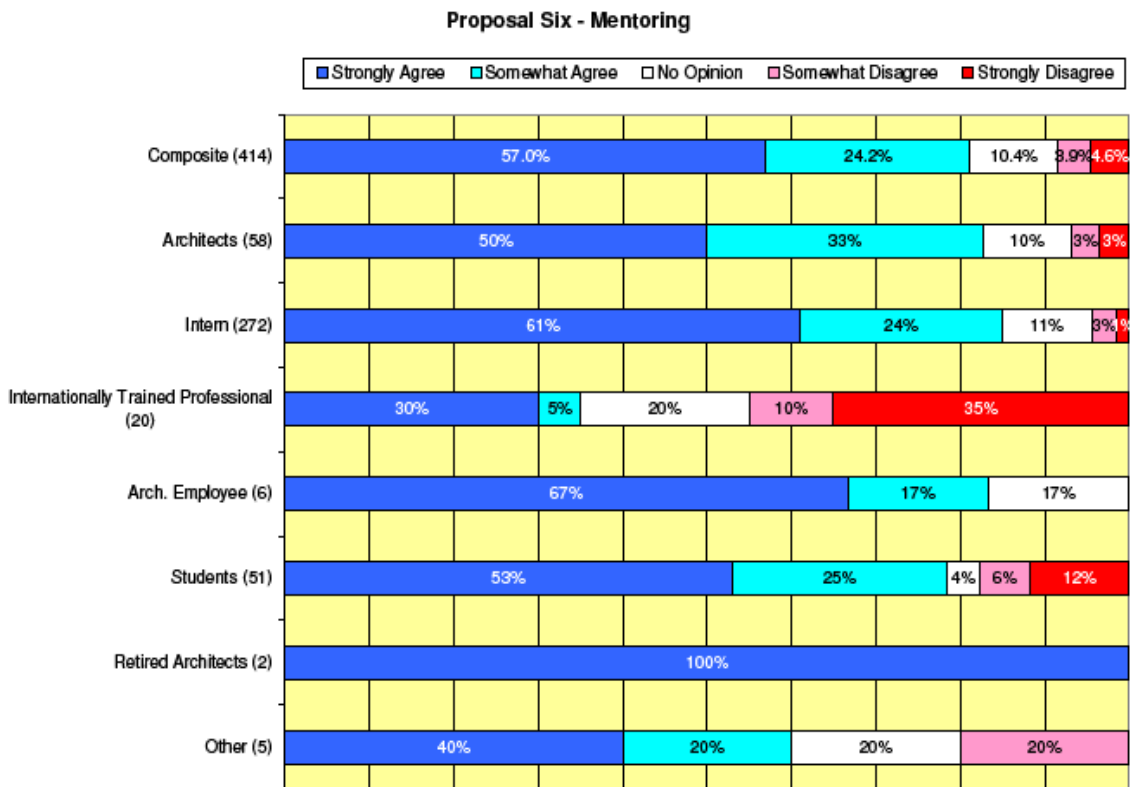 Proposal Six - Mentoring
Strongly Agree Somewhat Agree No Opinion Somewhat Disagree Strongly Disagree
Composite (414) 57.0% 24.2% 10.4% 3.9% 4.6%
Architects (58) 50% 33% 10% 3% 3%
Intern (272) 61% 24% 11% 3% 1%
Internationally Trained Professional
(20) 30% 5% 20% 10% 35%
Arch. Employee (6) 67% 17% 17%
Students (51) 53% 25% 4% 6% 12%
Retired Architects (2) 100%
Other (5) 40% 20% 20% 20%